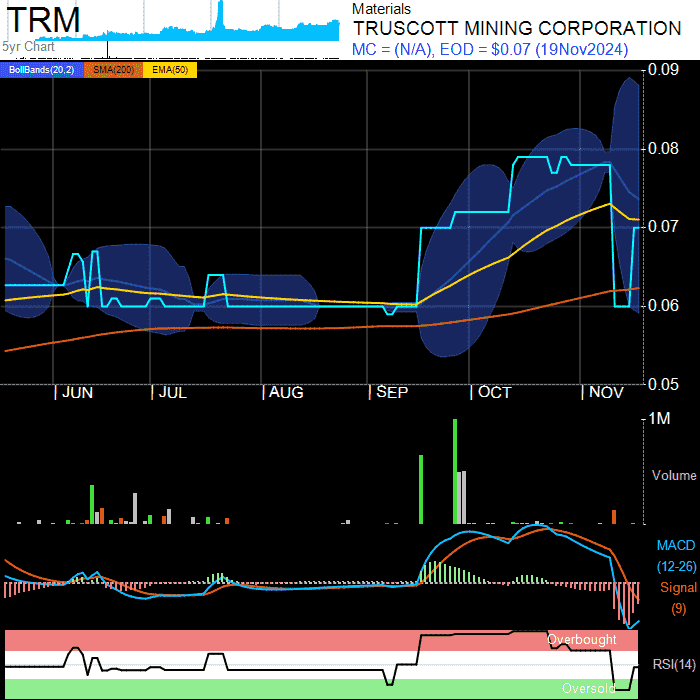 TRM
5yr Chart
Materials
TRUSCOTT MINING CORPORATION
MC = (N/A), EOD = $0.07 (19Nov2024)
BollBands(20,2) SMA(200) EMA(50)
0.09
0.08
0.07
0.06
0.05
JUN JUL AUG SEP OCT NOV
1M
Volume
MACD
(12-26)
Signal
(9)
Overbought
RSI(14)
Oversold